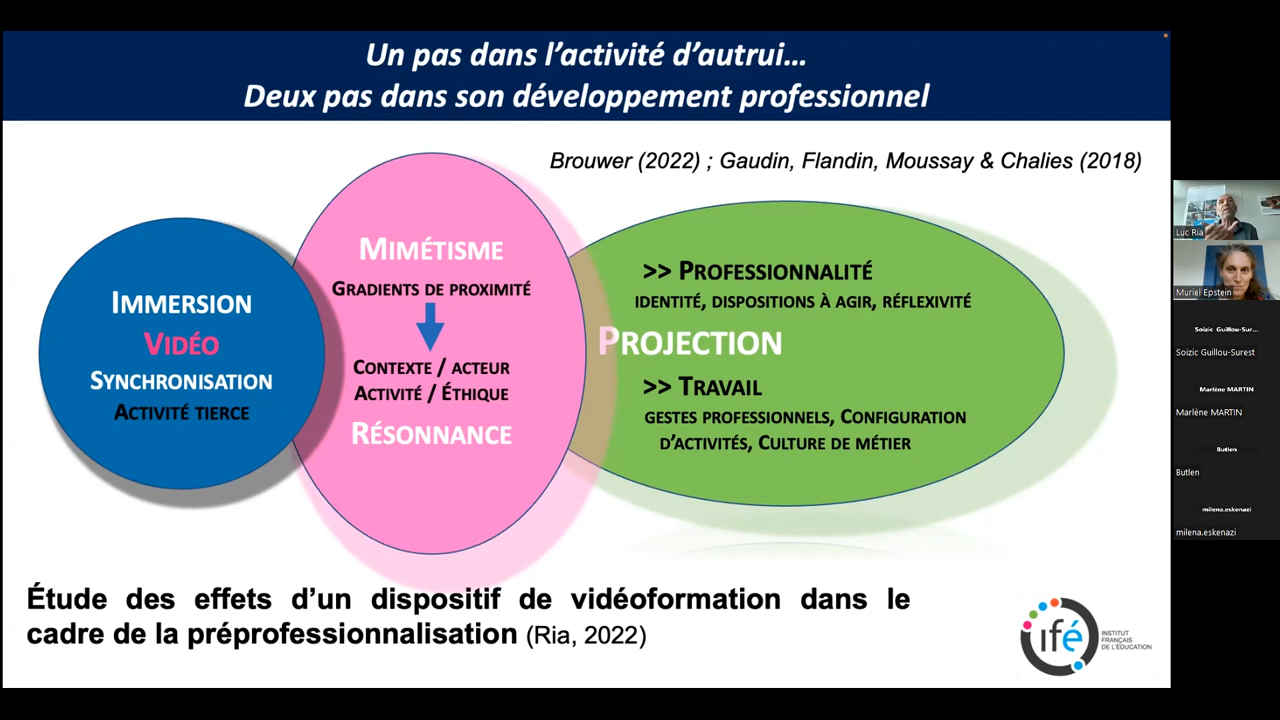 Un pas dans l’activité d’autrui…
Deux pas dans son développement professionnel
Brouwer (2022) ; Gaudin, Flandin, Moussay & Chalies (2018)
IMMERSION
VIDÉO
SYNCHRONISATION
ACTIVITÉ TIERCE
MIMÉTISME
GRADIENTS DE PROXIMITÉ
CONTEXTE / ACTEUR
ACTIVITÉ / ÉTHIQUE
RÉSONNANCE
>> PROFESSIONNALITÉ
IDENTITÉ, DISPOSITIONS À AGIR, RÉFLEXIVITÉ
PROJECTION
>> TRAVAIL
GESTES PROFESSIONNELS, CONFIGURATION
D’ACTIVITÉS, CULTURE DE MÉTIER
Étude des effets d’un dispositif de vidéoformation dans le
cadre de la préprofessionnalisation (Ria, 2022)
ifé
INSTITUT
FRANÇAIS
DE L’ÉDUCATION
Luc Ria
Muriel Epstein
Soizic Guillou-Sur...
Soizic Guillou-Surest
Marlène MARTIN
Marlène MARTIN
Butlen
Butlen
milena.eskenazi
milena.eskenazi